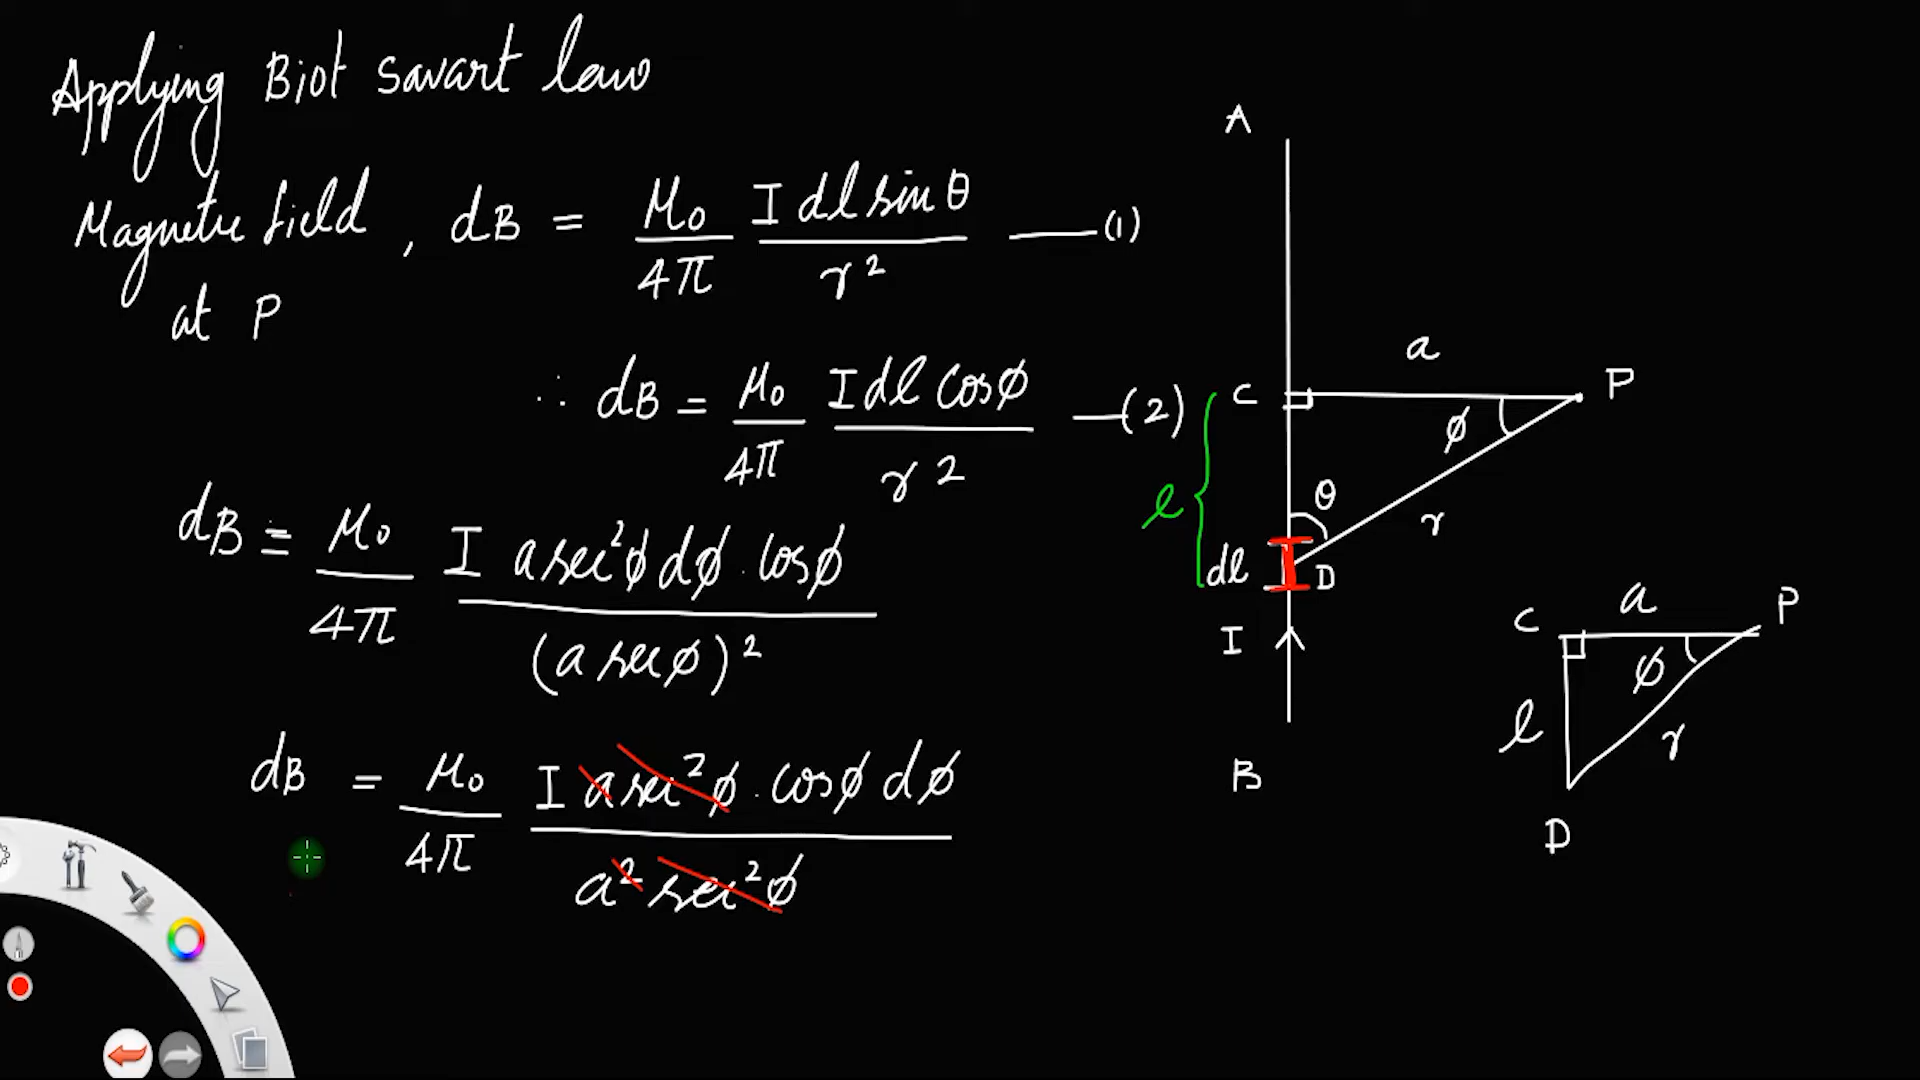 Applying Biot Savart law
Magnetic field at P, dB = μ₀/4π I dl sinθ / r² —(1)
∴ dB = μ₀/4π I dl cosφ / r2 —(2)
dB = μ₀/4π I a sec²φ dφ . cosφ / (a secφ)²
dB = μ₀/4π I a sec²φ . cosφ dφ / a² sec²φ
A
a
C
P
φ
l
θ
r
dl
D
I
B
C
a
P
φ
l
r
D